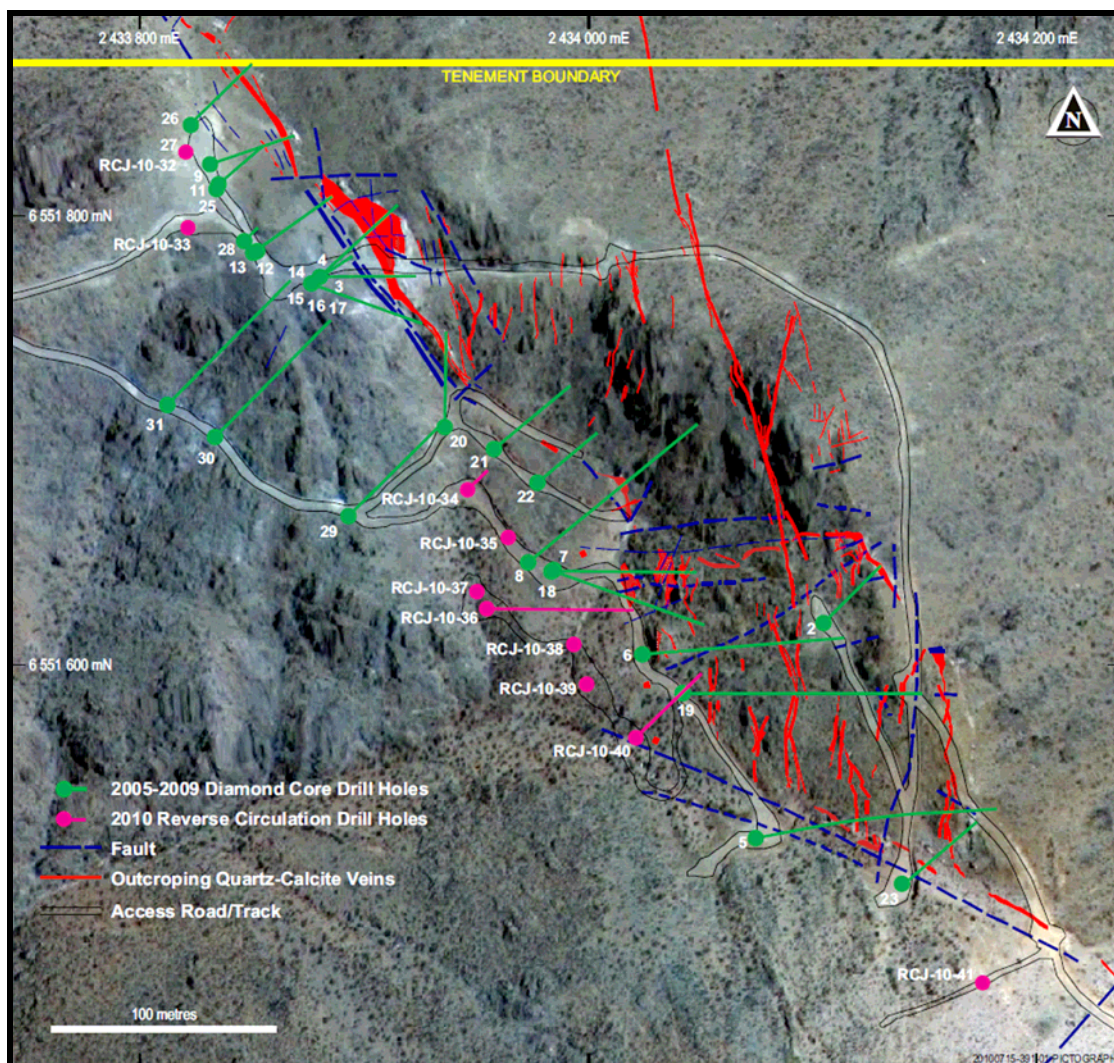 2 433 800 mE
2 434 000 mE
2 434 200 mE
TENEMENT BOUNDARY
N
26
27
RCJ-10-32
9
11
25
6 551 800 mN
RCJ-10-33
28
13
12
14
4
3
15
16
17
31
30
20
21
22
RCJ-10-34
29
RCJ-10-35
8
7
18
RCJ-10-37
RCJ-10-36
2
RCJ-10-38
6
6 551 600 mN
RCJ-10-39
19
RCJ-10-40
2005-2009 Diamond Core Drill Holes
2010 Reverse Circulation Drill Holes
5
Fault
Outcroping Quartz-Calcite Veins
23
Access Road/Track
RCJ-10-41
100 metres